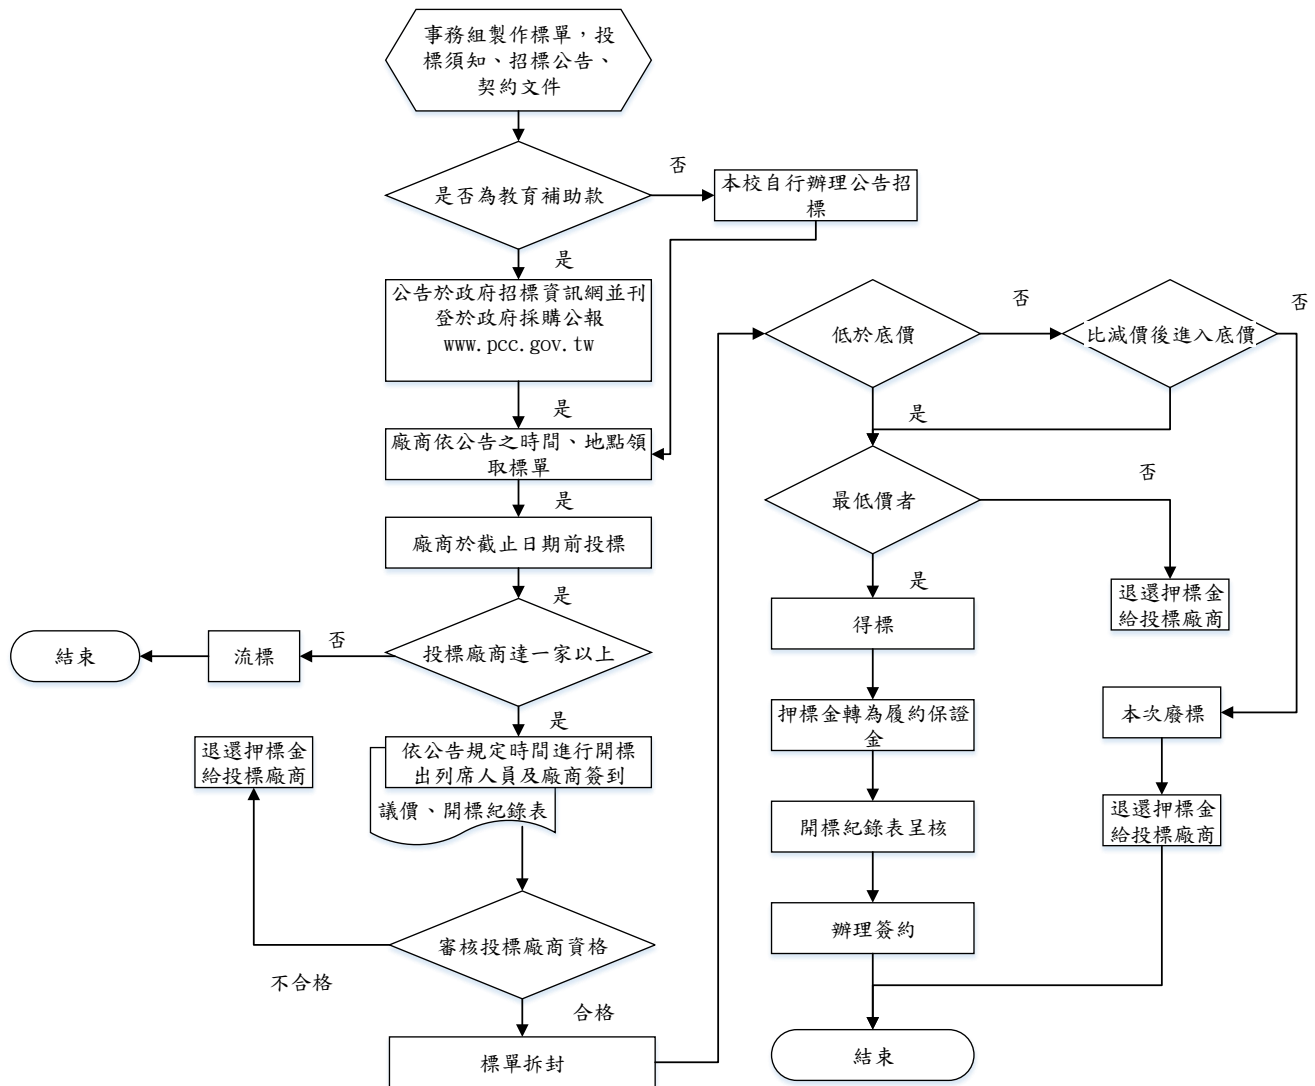 事務組製作標單，投
標須知、招標公告、
契約文件
是否為教育補助款
否
本校自行辦理公告招
標
是
公告於政府招標資訊網並刊
登於政府採購公報
www.pcc.gov.tw
是
廠商依公告之時間、地點領
取標單
是
廠商於截止日期前投標
是
投標廠商達一家以上
否
流標
結束
是
依公告規定時間進行開標
出列席人員及廠商簽到
議價、開標紀錄表
退還押標金
給投標廠商
審核投標廠商資格
不合格
合格
標單拆封
低於底價
否
比減價後進入底價
否
是
最低價者
否
退還押標金
給投標廠商
是
得標
押標金轉為履約保證
金
本次廢標
開標紀錄表呈核
退還押標金
給投標廠商
辦理簽約
結束